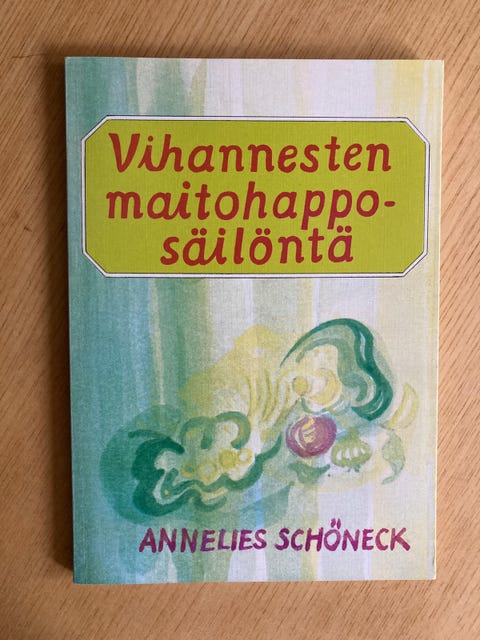 Vihannesten
maitohappo-
säilöntä
ANNELIES SCHÖNECK